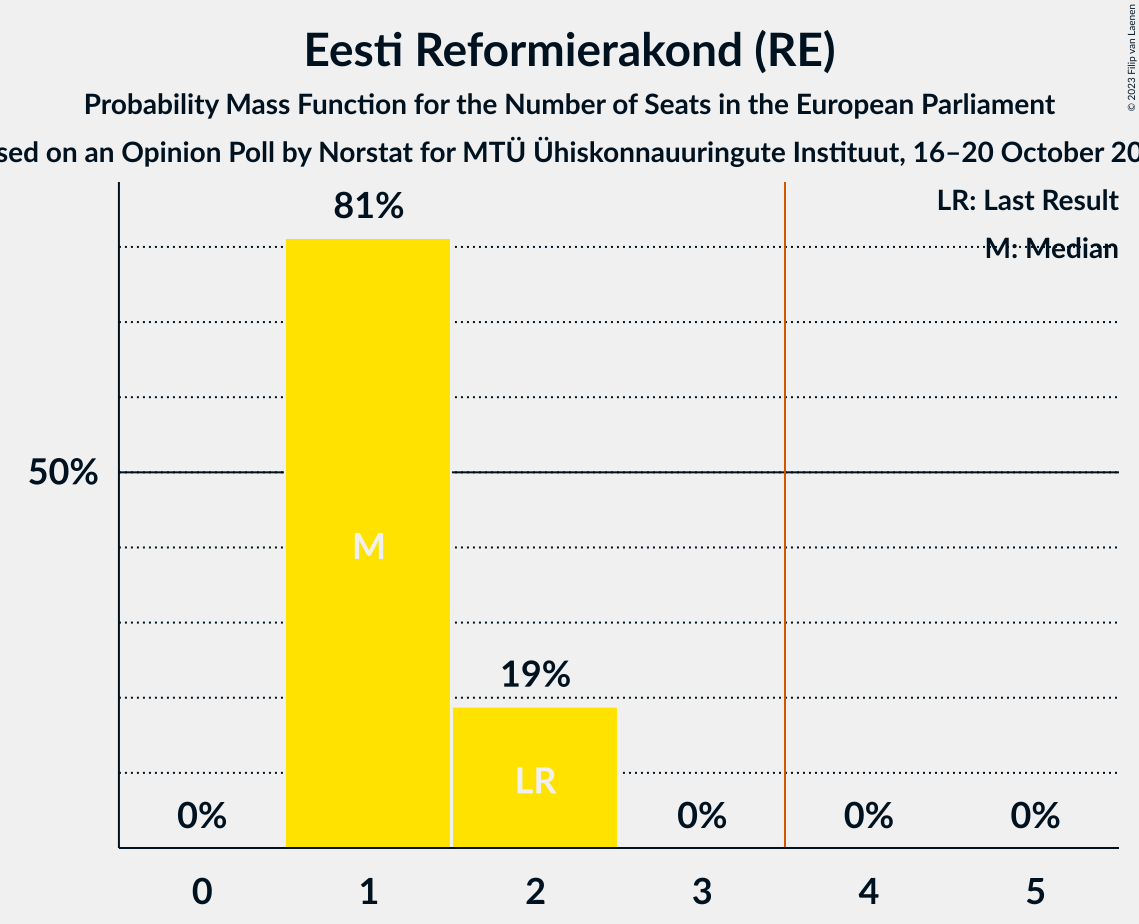 Eesti Reformierakond (RE)
Probability Mass Function for the Number of Seats in the European Parliament
sed on an Opinion Poll by Norstat for MTÜ Ühiskonnauuringute Instituut, 16–20 October 20
© 2023 Filip van Laenen
LR: Last Result
M: Median
81%
50%
M
19%
LR
0%
0%
0%
0%
0
1
2
3
4
5